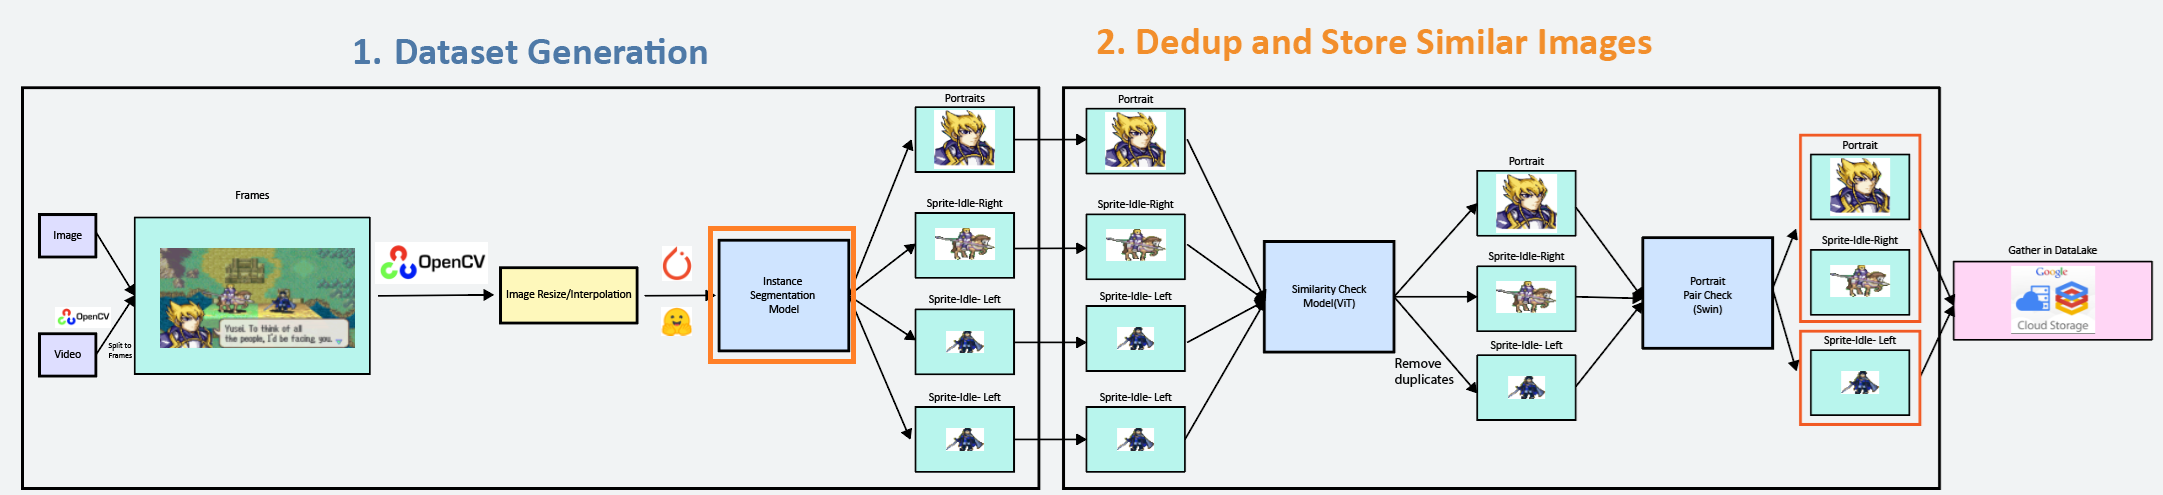 1. Dataset Generation
2. Dedup and Store Similar Images
Image
OpenCV
Video
Split to
Frames
Frames
Yusei. To think of all
the people, I'd be facing you.
OpenCV
Image Resize/Interpolation
Instance
Segmentation
Model
Portraits
Sprite-Idle-Right
Sprite-Idle- Left
Sprite-Idle- Left
Portrait
Sprite-Idle-Right
Sprite-Idle- Left
Sprite-Idle- Left
Similarity Check
Model(ViT)
Remove
duplicates
Portrait
Sprite-Idle-Right
Sprite-Idle- Left
Portrait
Pair Check
(Swin)
Portrait
Sprite-Idle-Right
Sprite-Idle- Left
Gather in DataLake
Google
Cloud Storage